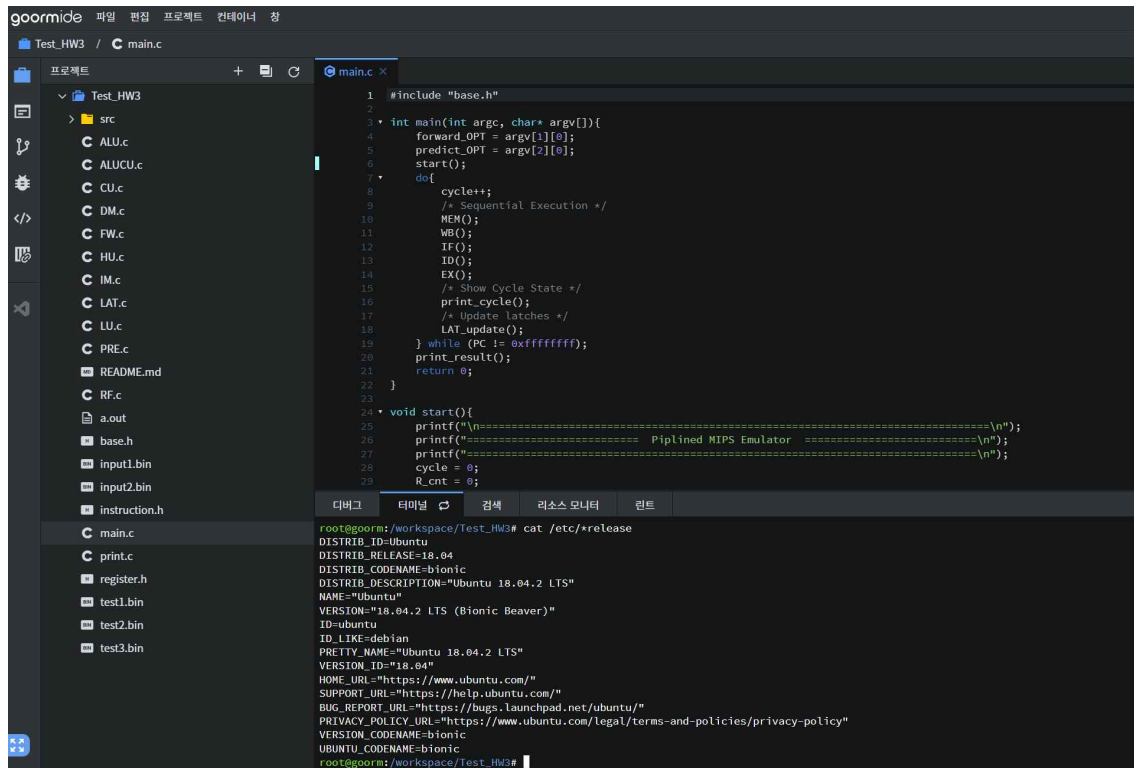 goormide 파일 편집 프로젝트 컨테이너 창
Test_HW3 / C main.c
프로젝트
Test_HW3
src
C ALU.c
C ALUCU.c
C CU.c
C DM.c
C FW.c
C HU.c
C IM.c
C LAT.c
C LU.c
C PRE.c
README.md
C RF.c
a.out
base.h
input1.bin
input2.bin
instruction.h
C main.c
C print.c
register.h
test1.bin
test2.bin
test3.bin
main.c ×
1 #include "base.h"
2
3 int main(int argc, char* argv[]){
4 forward_OPT = argv[1][0];
5 predict_OPT = argv[2][0];
6 start();
7 do{
8 cycle++;
9 /* Sequential Execution */
10 MEM();
11 WB();
12 IF();
13 ID();
14 EX();
15 /* Show Cycle State */
16 print_cycle();
17 /* Update latches */
18 LAT_update();
19 } while (PC != 0xffffffff);
20 print_result();
21 return 0;
22 }
23
24 void start(){
25 printf("\n================================================================================\n");
26 printf("=========================== Piplined MIPS Emulator ===========================\n");
27 printf("================================================================================\n");
28 cycle = 0;
29 R_cnt = 0;
디버그 터미널 검색 리소스 모니터 린트
root@goorm:/workspace/Test_HW3# cat /etc/*release
DISTRIB_ID=Ubuntu
DISTRIB_RELEASE=18.04
DISTRIB_CODENAME=bionic
DISTRIB_DESCRIPTION="Ubuntu 18.04.2 LTS"
NAME="Ubuntu"
VERSION="18.04.2 LTS (Bionic Beaver)"
ID=ubuntu
ID_LIKE=debian
PRETTY_NAME="Ubuntu 18.04.2 LTS"
VERSION_ID="18.04"
HOME_URL="https://www.ubuntu.com/"
SUPPORT_URL="https://help.ubuntu.com/"
BUG_REPORT_URL="https://bugs.launchpad.net/ubuntu/"
PRIVACY_POLICY_URL="https://www.ubuntu.com/legal/terms-and-policies/privacy-policy"
VERSION_CODENAME=bionic
UBUNTU_CODENAME=bionic
root@goorm:/workspace/Test_HW3#